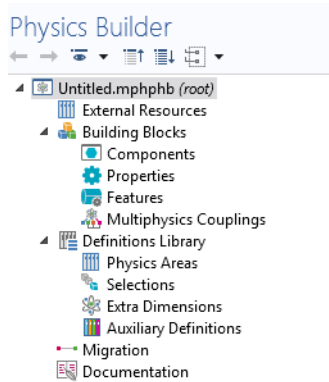 Physics Builder
Untitled.mphphb (root)
External Resources
Building Blocks
Components
Properties
Features
Multiphysics Couplings
Definitions Library
Physics Areas
Selections
Extra Dimensions
Auxiliary Definitions
Migration
Documentation